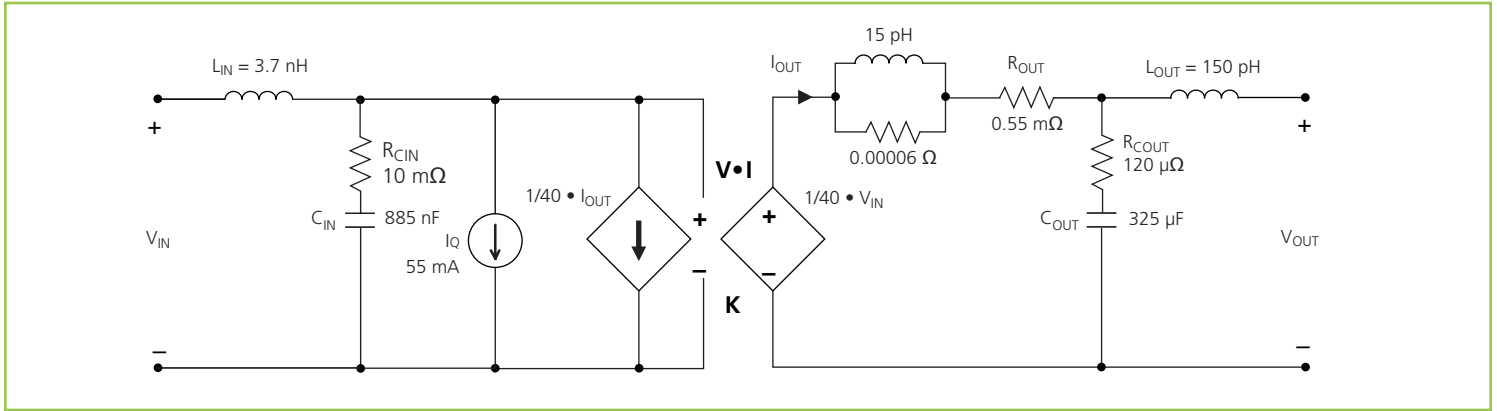 L_IN = 3.7 nH
+
R_CIN
10 mΩ
C_IN
885 nF
V_IN
–
I_Q
55 mA
1/40 • I_OUT
+
–
V•I
K
+
–
1/40 • V_IN
I_OUT
15 pH
0.00006 Ω
R_OUT
0.55 mΩ
R_COUT
120 µΩ
C_OUT
325 µF
L_OUT = 150 pH
+
V_OUT
–